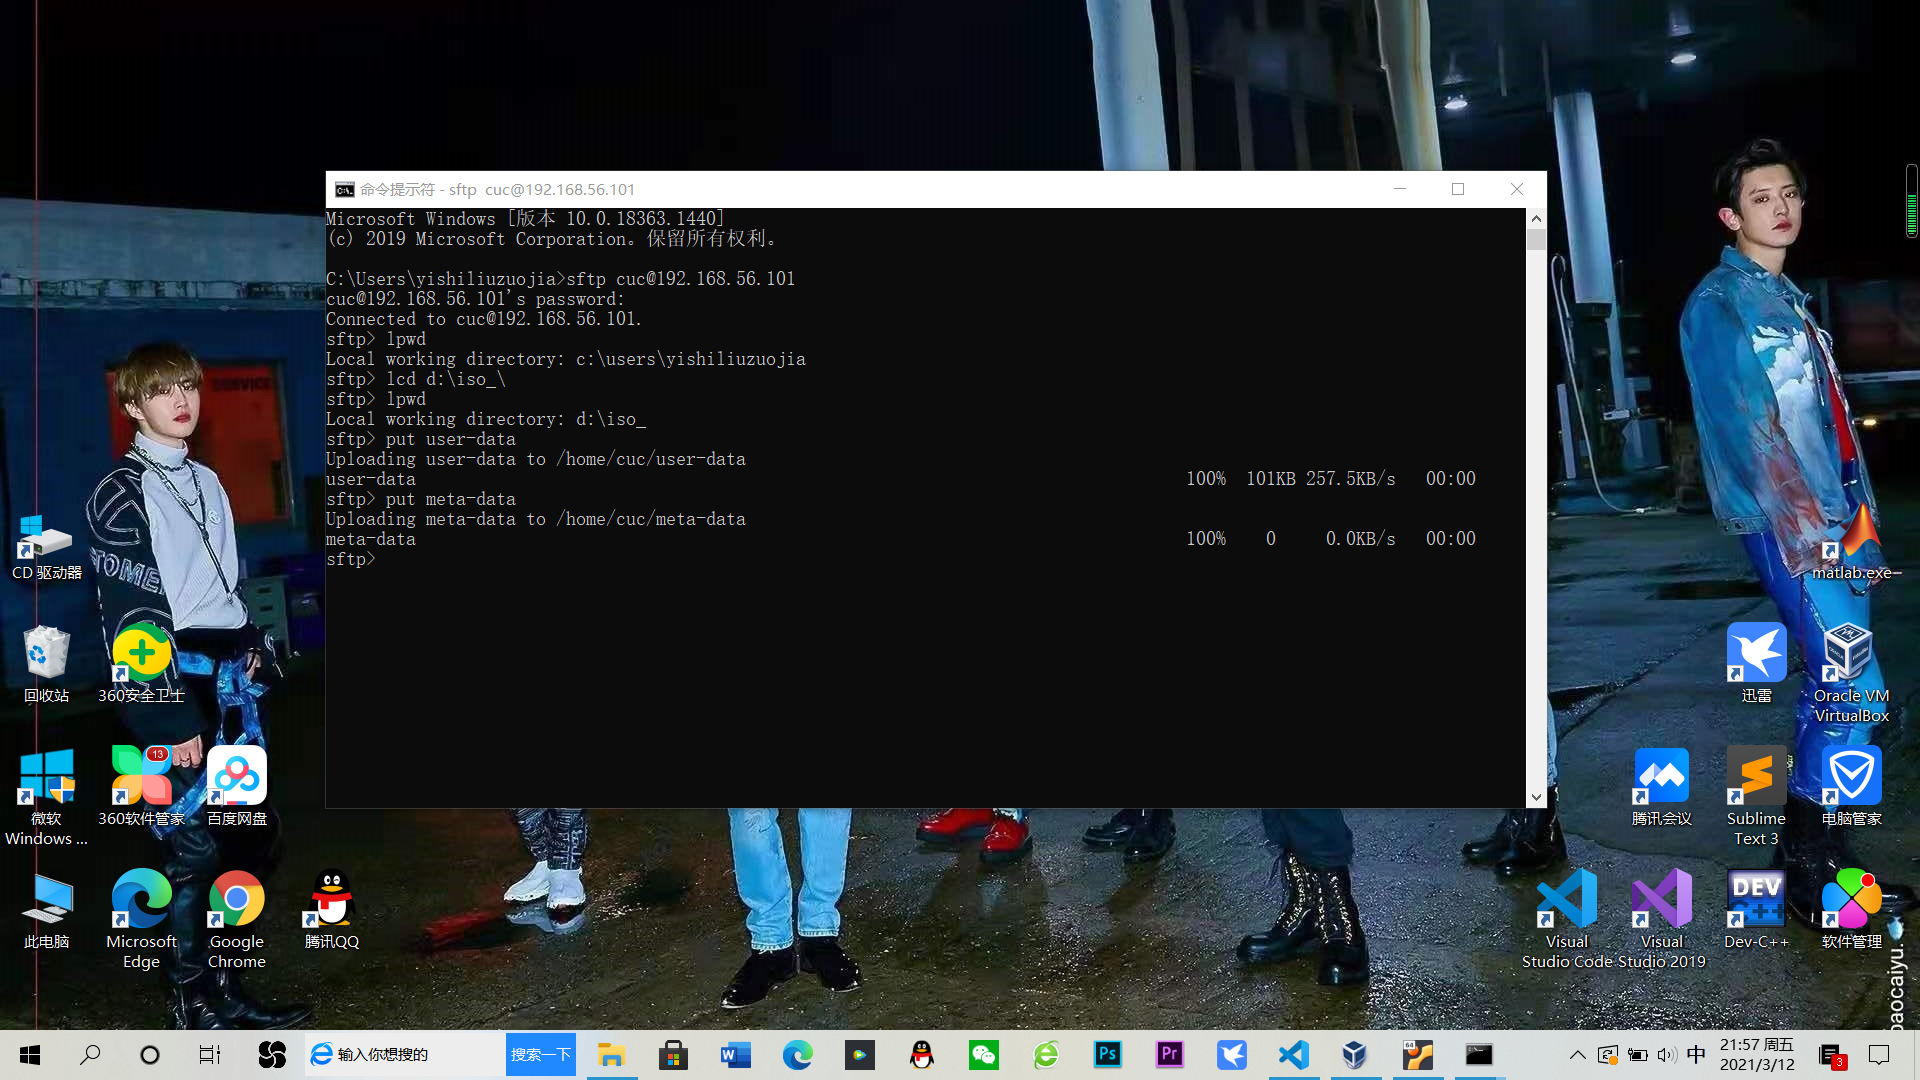 命令提示符 - sftp  cuc@192.168.56.101
Microsoft Windows [版本 10.0.18363.1440]
(c) 2019 Microsoft Corporation。保留所有权利。
C:\Users\yishiliuzuojia>sftp cuc@192.168.56.101
cuc@192.168.56.101's password:
Connected to cuc@192.168.56.101.
sftp> lpwd
Local working directory: c:\users\yishiliuzuojia
sftp> lcd d:\iso_\
sftp> lpwd
Local working directory: d:\iso_
sftp> put user-data
Uploading user-data to /home/cuc/user-data
user-data 100% 101KB 257.5KB/s 00:00
sftp> put meta-data
Uploading meta-data to /home/cuc/meta-data
meta-data 100% 0 0.0KB/s 00:00
sftp>
SERVICE
CD 驱动器
matlab.exe
回收站
360安全卫士
迅雷
Oracle VM
VirtualBox
13
微软
Windows ...
360软件管家
百度网盘
腾讯会议
Sublime
Text 3
电脑管家
DEV
C++
此电脑
Microsoft
Edge
Google
Chrome
腾讯QQ
Visual
Studio Code
Visual
Studio 2019
Dev-C++
软件管理
输入你想搜的
搜索一下
Ps
Pr
64
中
21:57 周五
2021/3/12
3